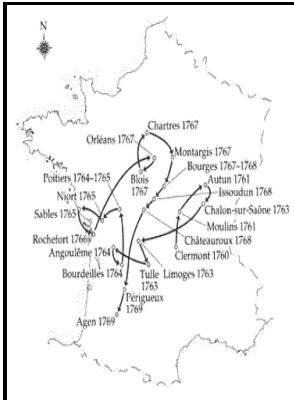 N
Chartres 1767
Orléans 1767
Montargis 1767
Bourges 1767–1768
Blois
1767
Poitiers 1764–1765
Autun 1761
Issoudun 1768
Niort 1765
Sables 1765
Chalon-sur-Saône 1763
Moulins 1761
Rochefort 1766
Châteauroux 1768
Angoulême 1764
Clermont 1760
Bourdeilles 1764
Tulle
1763
Limoges 1763
Périgueux
1769
Agen 1769